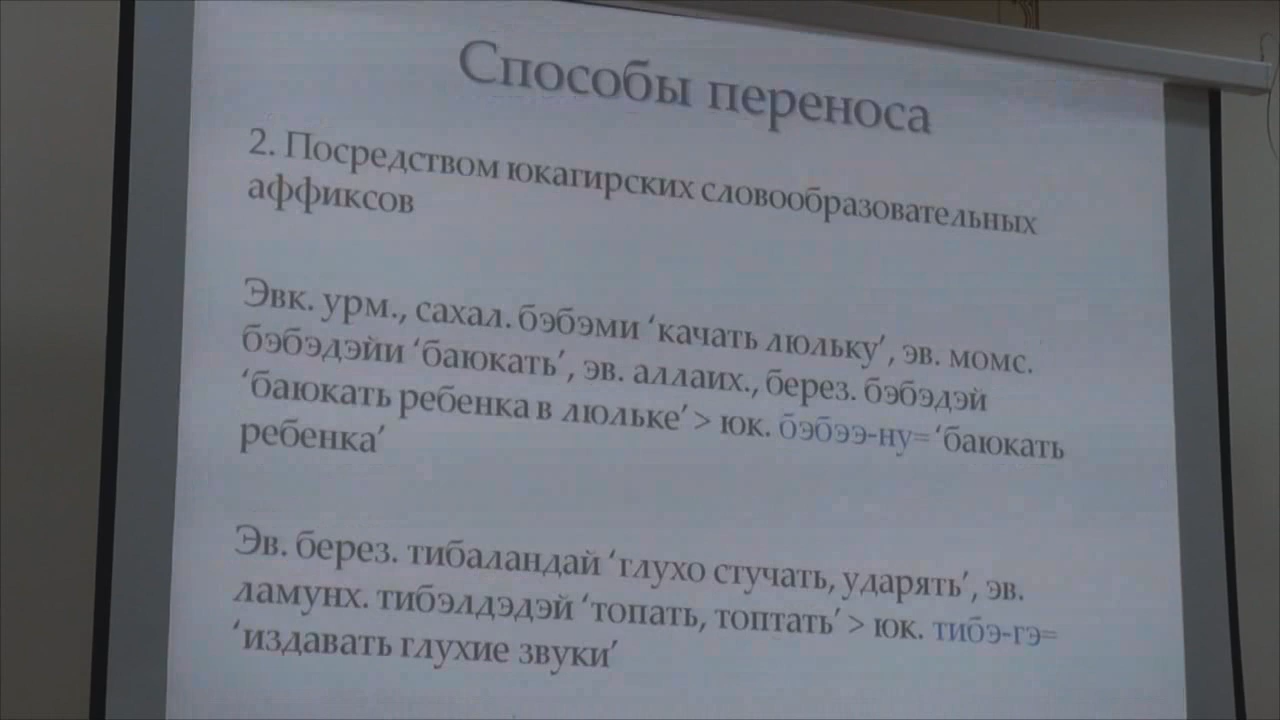 Способы переноса
2. Посредством юкагирских словообразовательных
аффиксов
Эвк. урм., сахал. бэбэми ‘качать люльку’, эв. момс.
бэбэдэйи ‘баюкать’, эв. аллаих., берез. бэбэдэй
‘баюкать ребенка в люльке’ > юк. бэбээ-ну= ‘баюкать
ребенка’
Эв. берез. тибаландай ‘глухо стучать, ударять’, эв.
ламунх. тибэлдэдэй ‘топать, топтать’ > юк. тибэ-гэ=
‘издавать глухие звуки’